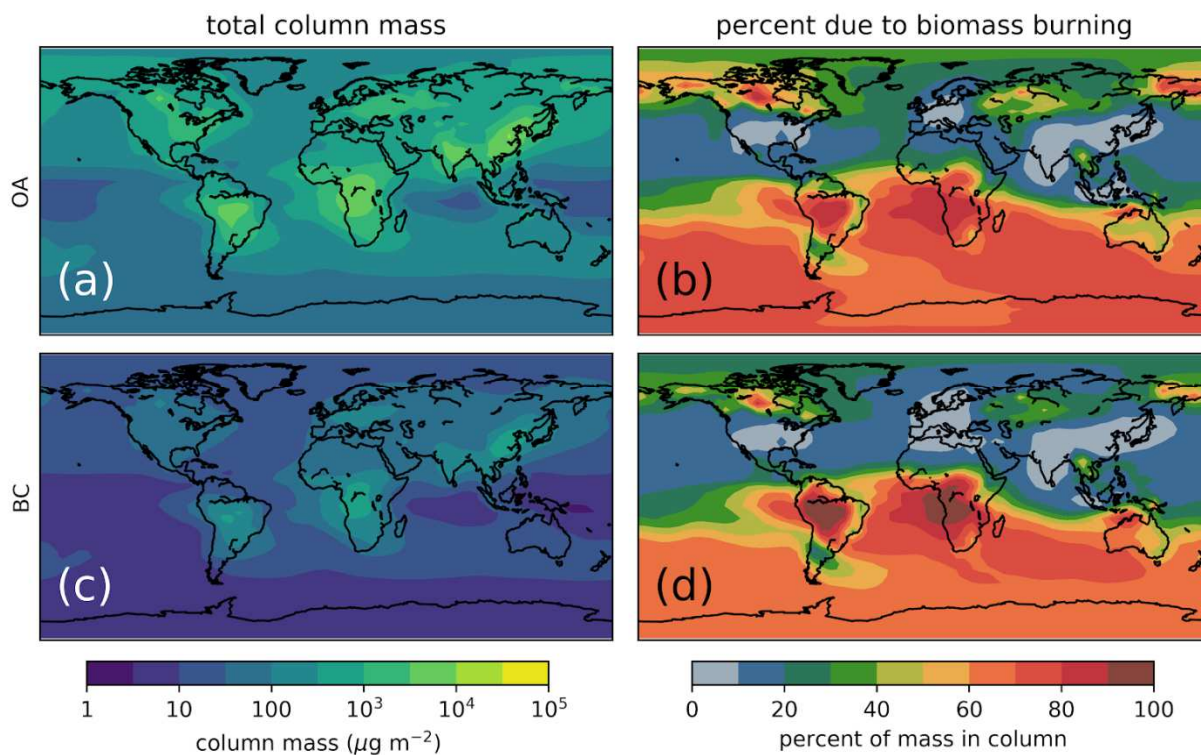 total column mass
percent due to biomass burning
OA
(a)
(b)
BC
(c)
(d)
1 10 100 10³ 10⁴ 10⁵
column mass (μg m⁻²)
0 20 40 60 80 100
percent of mass in column